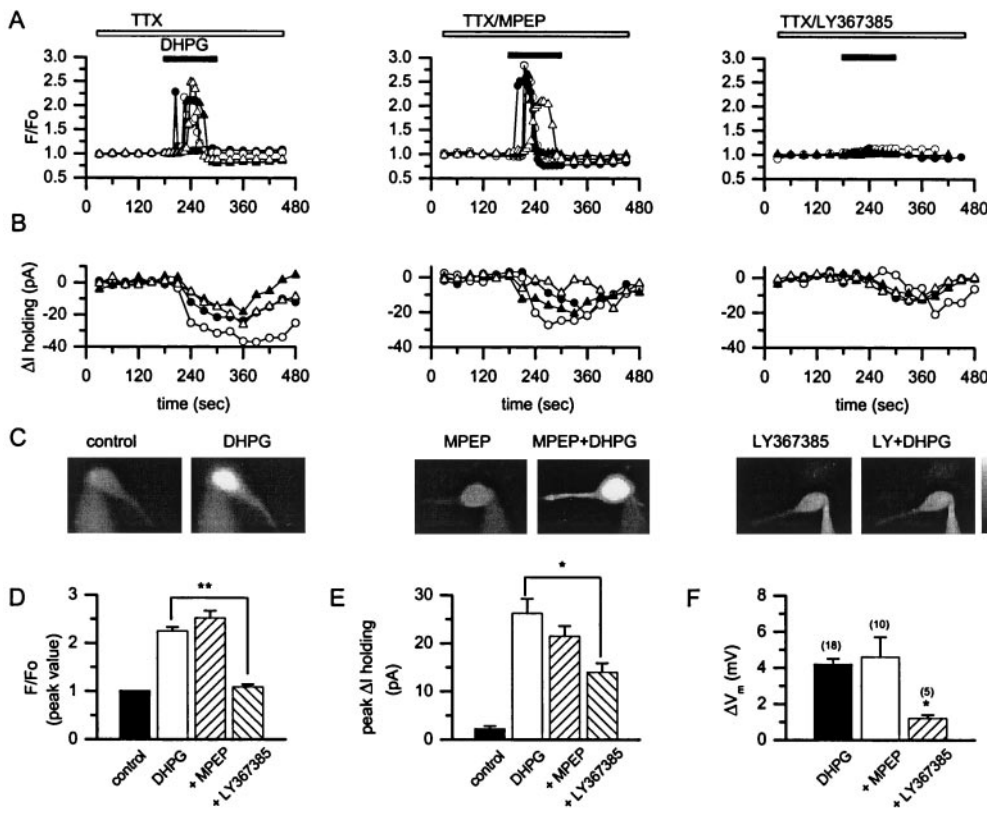 A
TTX
TTX/MPEP
TTX/LY367385
DHPG
F/Fo
3.0
2.5
2.0
1.5
1.0
0.5
0 120 240 360 480
3.0
2.5
2.0
1.5
1.0
0.5
0 120 240 360 480
3.0
2.5
2.0
1.5
1.0
0.5
0 120 240 360 480
B
ΔI holding (pA)
0
-20
-40
0 120 240 360 480
time (sec)
0
-20
-40
0 120 240 360 480
time (sec)
0
-20
-40
0 120 240 360 480
time (sec)
C
control
DHPG
MPEP
MPEP+DHPG
LY367385
LY+DHPG
D
F/Fo
(peak value)
3
2
1
0
**
control
DHPG
+ MPEP
+ LY367385
E
peak ΔI holding
(pA)
30
20
10
0
*
control
DHPG
+ MPEP
+ LY367385
F
ΔVm (mV)
8
6
4
2
0
(18)
(10)
(5)
*
DHPG
+ MPEP
+ LY367385